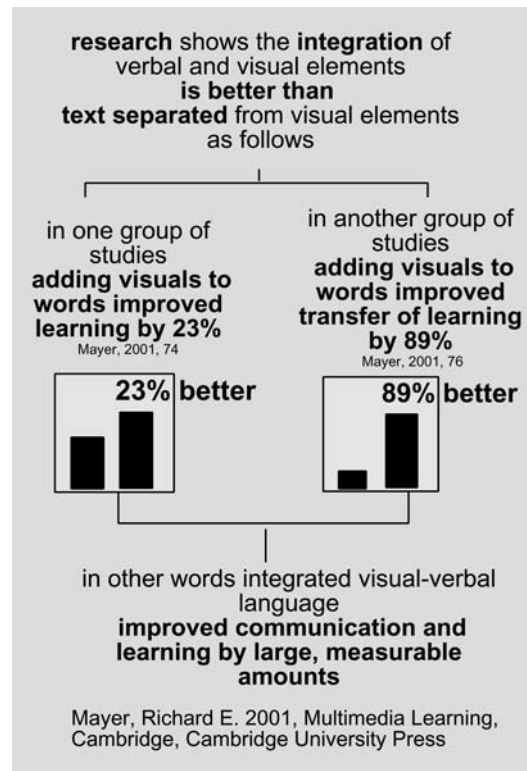 research shows the integration of
verbal and visual elements
is better than
text separated from visual elements
as follows
in one group of
studies
adding visuals to
words improved
learning by 23%
Mayer, 2001, 74
23% better
in another group of
studies
adding visuals to
words improved
transfer of learning
by 89%
Mayer, 2001, 76
89% better
in other words integrated visual-verbal
language
improved communication and
learning by large, measurable
amounts
Mayer, Richard E. 2001, Multimedia Learning,
Cambridge, Cambridge University Press